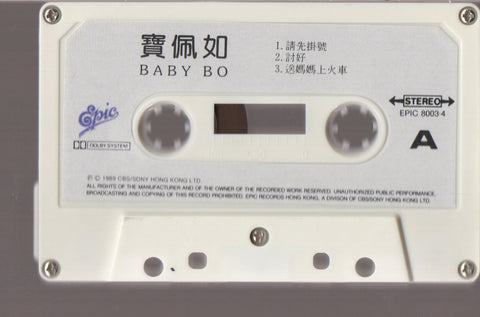 寶佩如
BABY BO
1.請先掛號
2.討好
3.送媽媽上火車
Epic
DOLBY SYSTEM
STEREO
EPIC 8003·4
A
℗ © 1989 CBS/SONY HONG KONG LTD.
ALL RIGHTS OF THE MANUFACTURER AND OF THE OWNER OF THE RECORDED WORK RESERVED. UNAUTHORIZED PUBLIC PERFORMANCE,
BROADCASTING AND COPYING OF THIS RECORD PROHIBITED. EPIC RECORDS HONG KONG, A DIVISON OF CBS/SONY HONG KONG LTD.